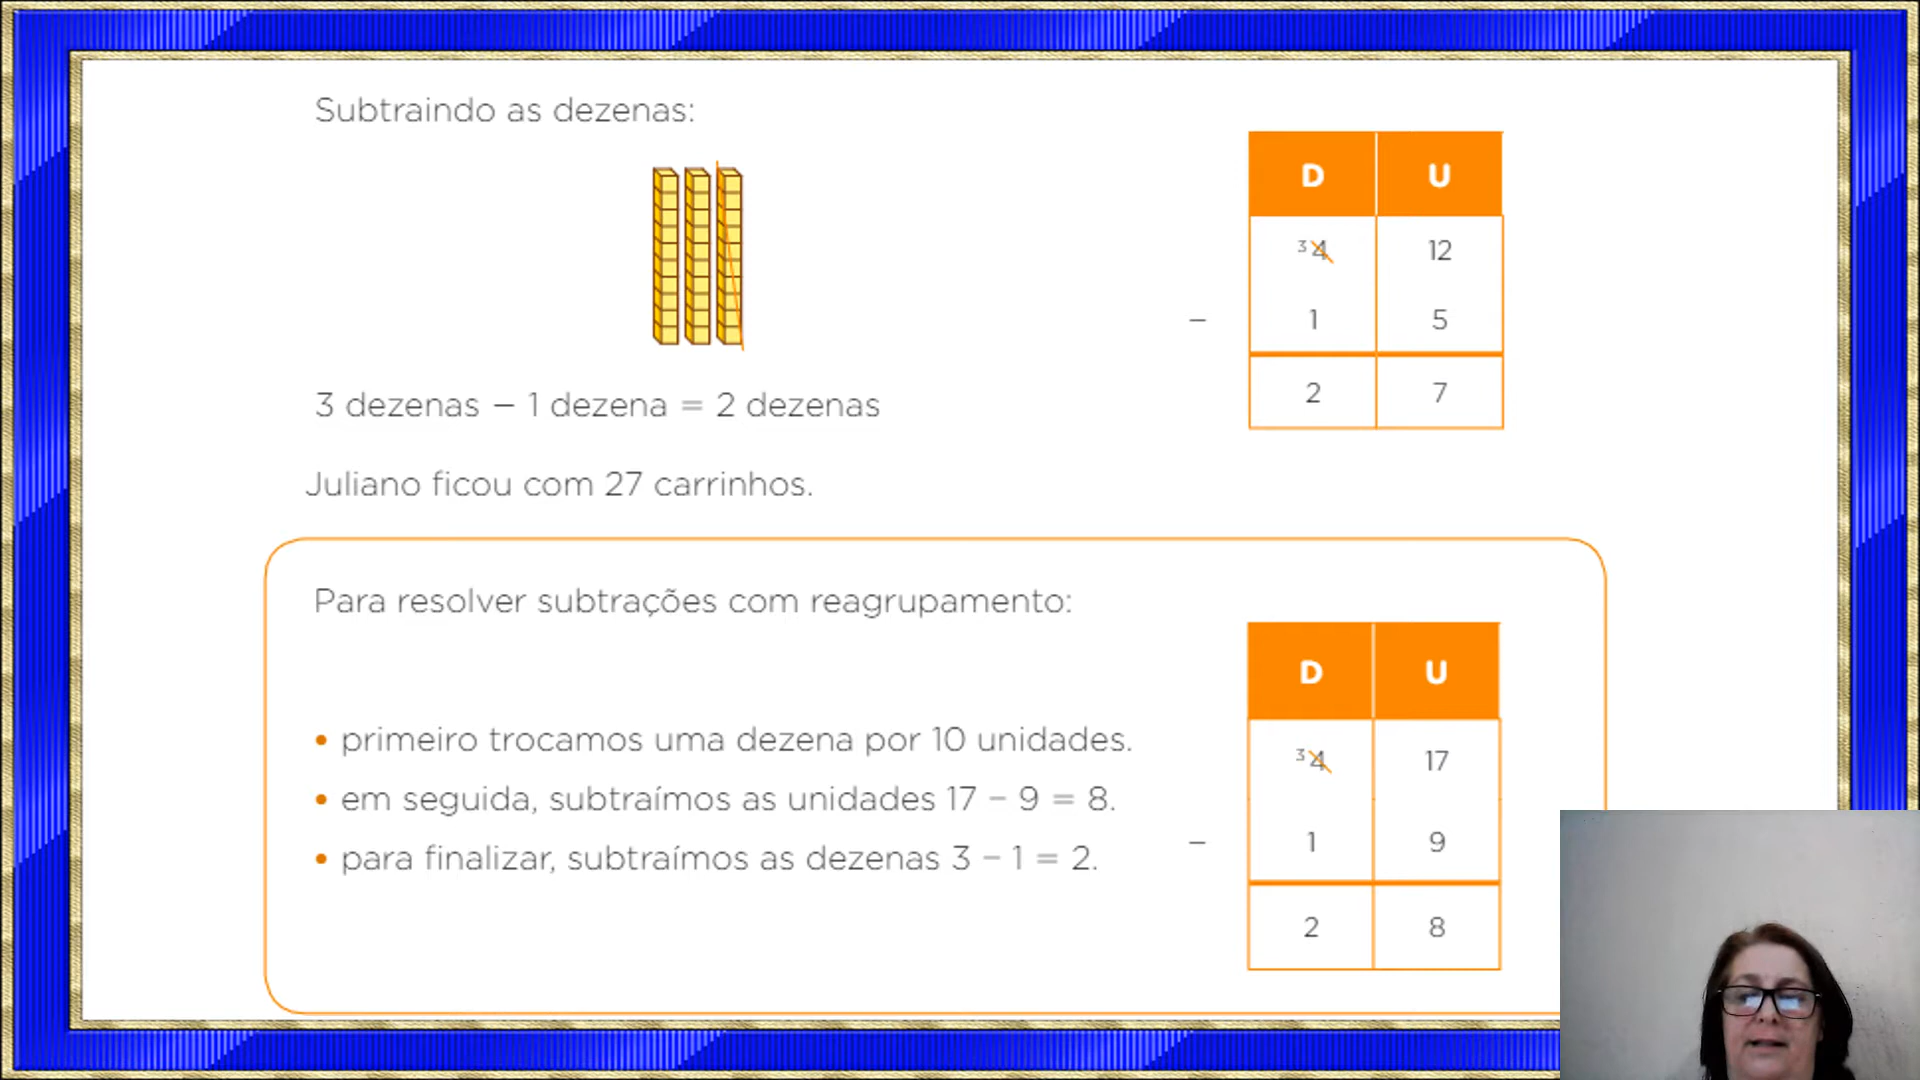 Subtraindo as dezenas:
D U
3 4 12
– 1 5
2 7
3 dezenas – 1 dezena = 2 dezenas
Juliano ficou com 27 carrinhos.
Para resolver subtrações com reagrupamento:
• primeiro trocamos uma dezena por 10 unidades.
• em seguida, subtraímos as unidades 17 – 9 = 8.
• para finalizar, subtraímos as dezenas 3 – 1 = 2.
D U
3 4 17
– 1 9
2 8